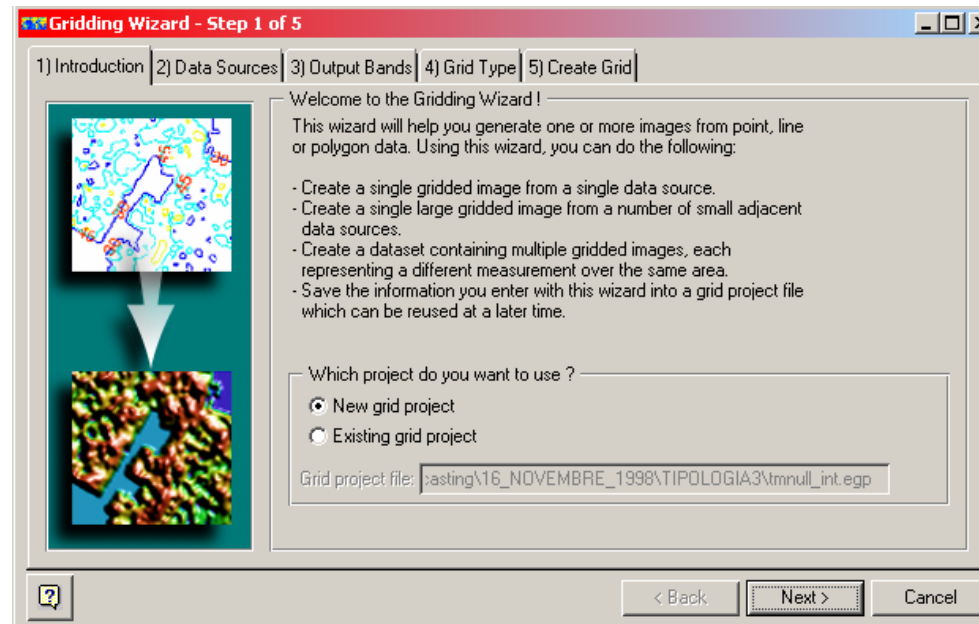 Gridding Wizard - Step 1 of 5
1) Introduction
2) Data Sources
3) Output Bands
4) Grid Type
5) Create Grid
Welcome to the Gridding Wizard !
This wizard will help you generate one or more images from point, line
or polygon data. Using this wizard, you can do the following:
- Create a single gridded image from a single data source.
- Create a single large gridded image from a number of small adjacent
data sources.
- Create a dataset containing multiple gridded images, each
representing a different measurement over the same area.
- Save the information you enter with this wizard into a grid project file
which can be reused at a later time.
Which project do you want to use ?
New grid project
Existing grid project
Grid project file: casting\16_NOVEMBRE_1998\TIPOLOGIA3\tmnull_int.egp
< Back
Next >
Cancel